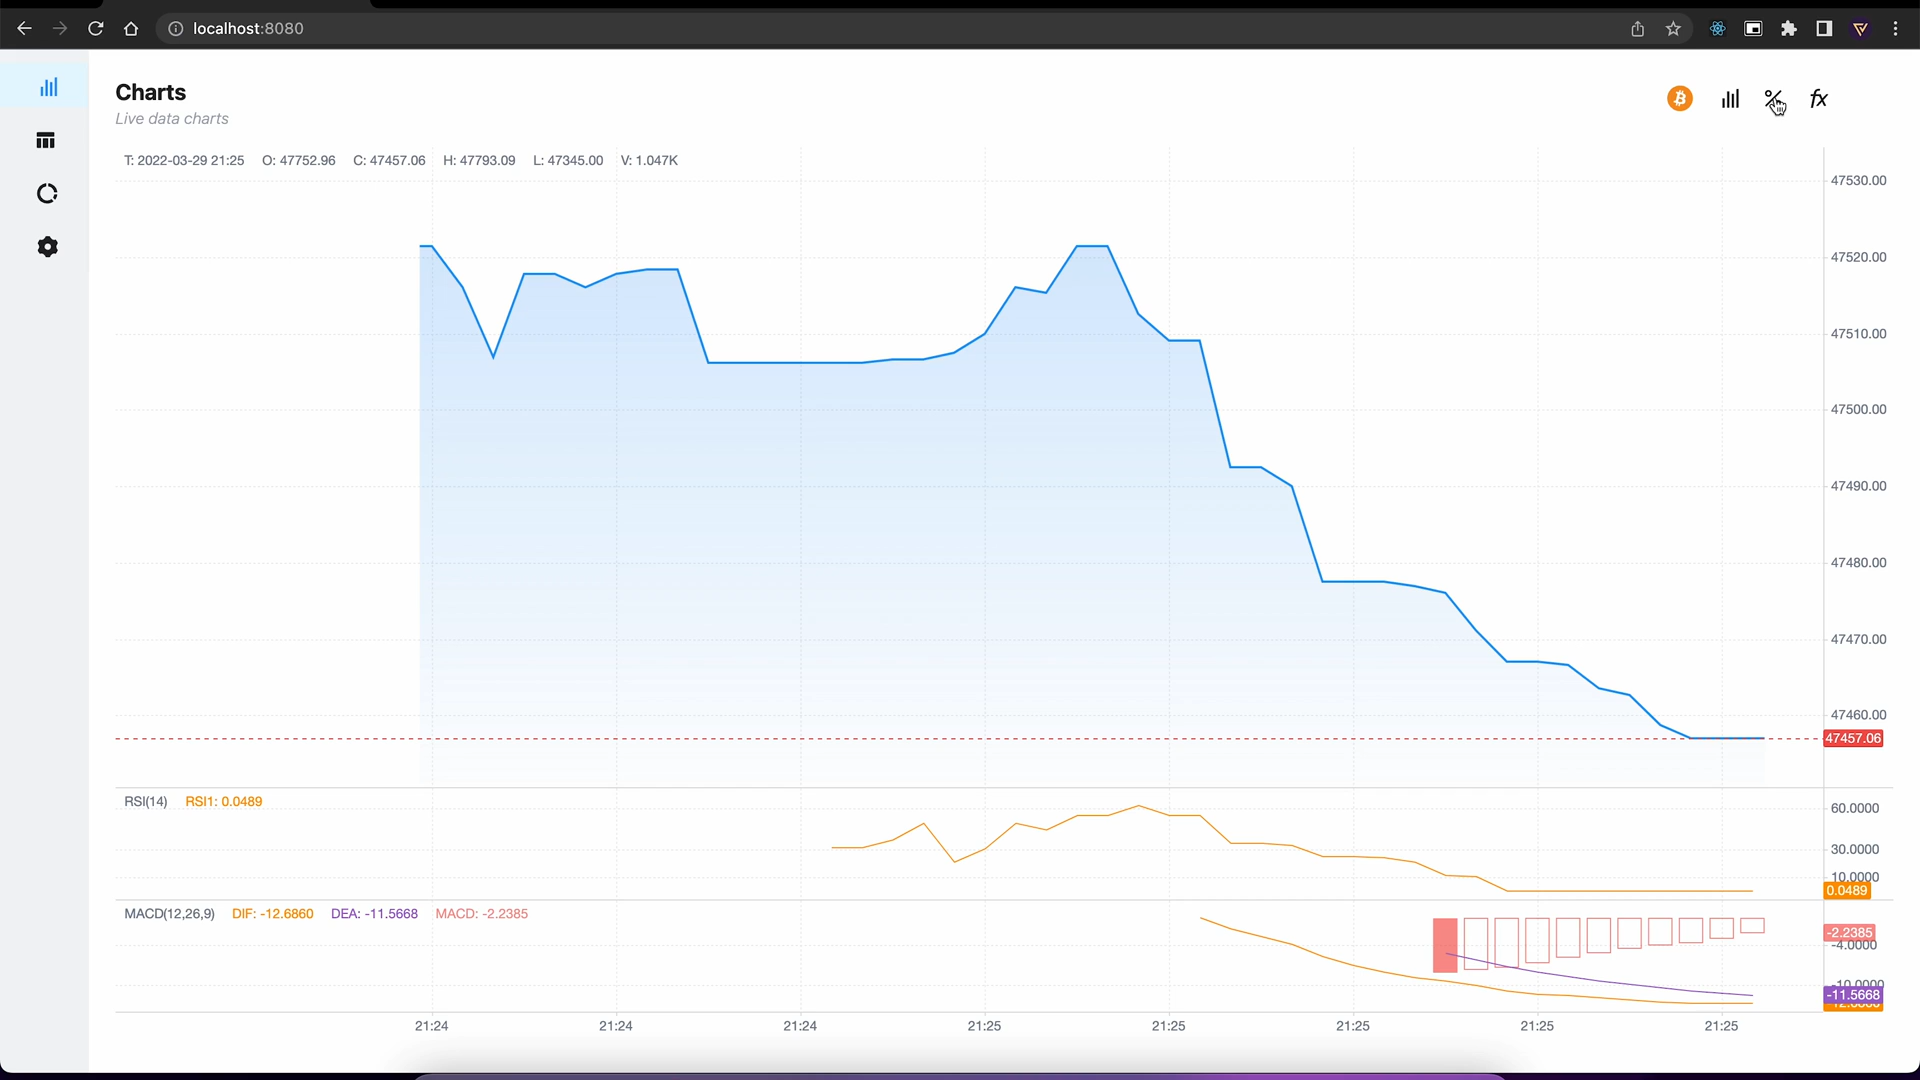 localhost:8080
Charts
Live data charts
fx
T: 2022-03-29 21:25 O: 47752.96 C: 47457.06 H: 47793.09 L: 47345.00 V: 1.047K
47530.00
47520.00
47510.00
47500.00
47490.00
47480.00
47470.00
47460.00
47457.06
RSI(14) RSI1: 0.0489
60.0000
30.0000
10.0000
0.0489
MACD(12,26,9) DIF: -12.6860 DEA: -11.5668 MACD: -2.2385
-2.2385
-4.0000
-10.0000
-11.5668
21:24 21:24 21:24 21:25 21:25 21:25 21:25 21:25